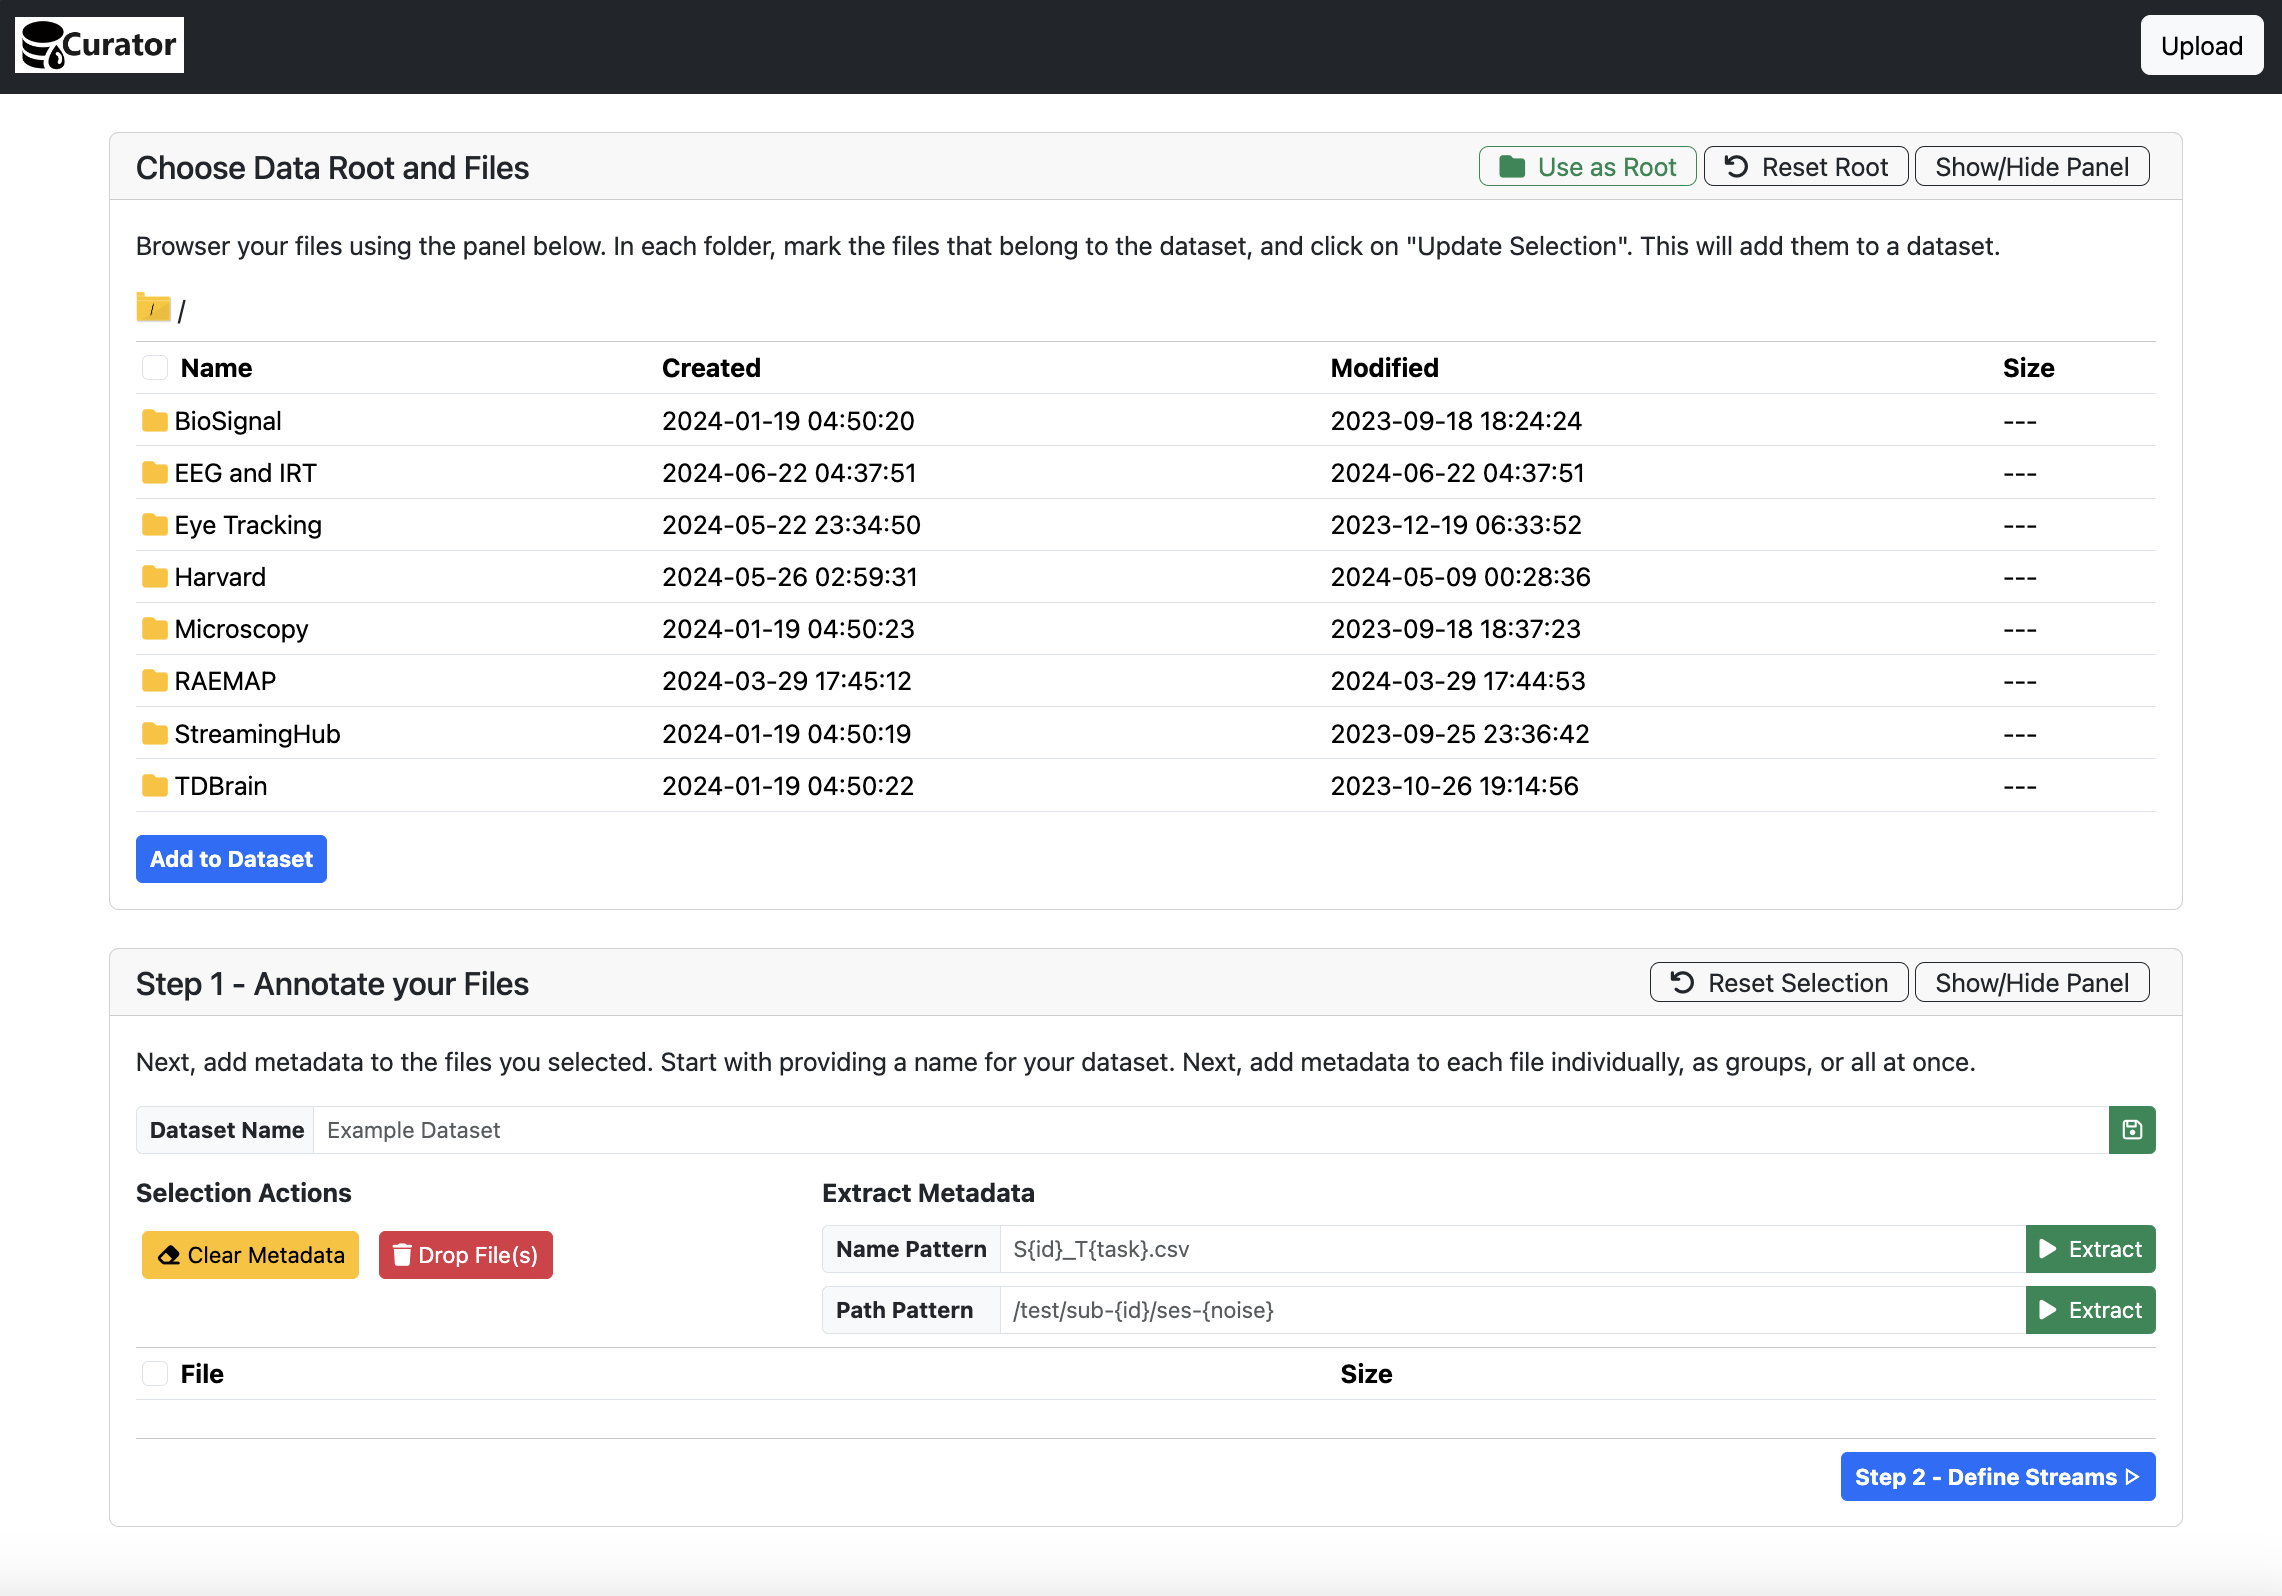 Curator
Upload
Choose Data Root and Files
Use as Root
Reset Root
Show/Hide Panel
Browser your files using the panel below. In each folder, mark the files that belong to the dataset, and click on "Update Selection". This will add them to a dataset.
/ /
Name Created Modified Size
BioSignal 2024-01-19 04:50:20 2023-09-18 18:24:24 ---
EEG and IRT 2024-06-22 04:37:51 2024-06-22 04:37:51 ---
Eye Tracking 2024-05-22 23:34:50 2023-12-19 06:33:52 ---
Harvard 2024-05-26 02:59:31 2024-05-09 00:28:36 ---
Microscopy 2024-01-19 04:50:23 2023-09-18 18:37:23 ---
RAEMAP 2024-03-29 17:45:12 2024-03-29 17:44:53 ---
StreamingHub 2024-01-19 04:50:19 2023-09-25 23:36:42 ---
TDBrain 2024-01-19 04:50:22 2023-10-26 19:14:56 ---
Add to Dataset
Step 1 - Annotate your Files
Reset Selection
Show/Hide Panel
Next, add metadata to the files you selected. Start with providing a name for your dataset. Next, add metadata to each file individually, as groups, or all at once.
Dataset Name Example Dataset
Selection Actions
Clear Metadata
Drop File(s)
Extract Metadata
Name Pattern S{id}_T{task}.csv Extract
Path Pattern /test/sub-{id}/ses-{noise} Extract
File Size
Step 2 - Define Streams